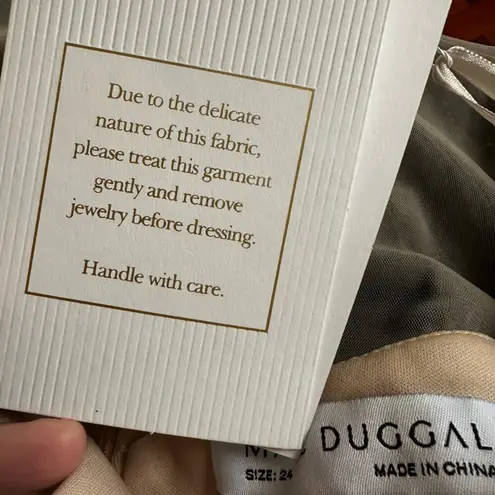 Due to the delicate
nature of this fabric,
please treat this garment
gently and remove
jewelry before dressing.
Handle with care.
DUGGAL
SIZE: 24
MADE IN CHINA